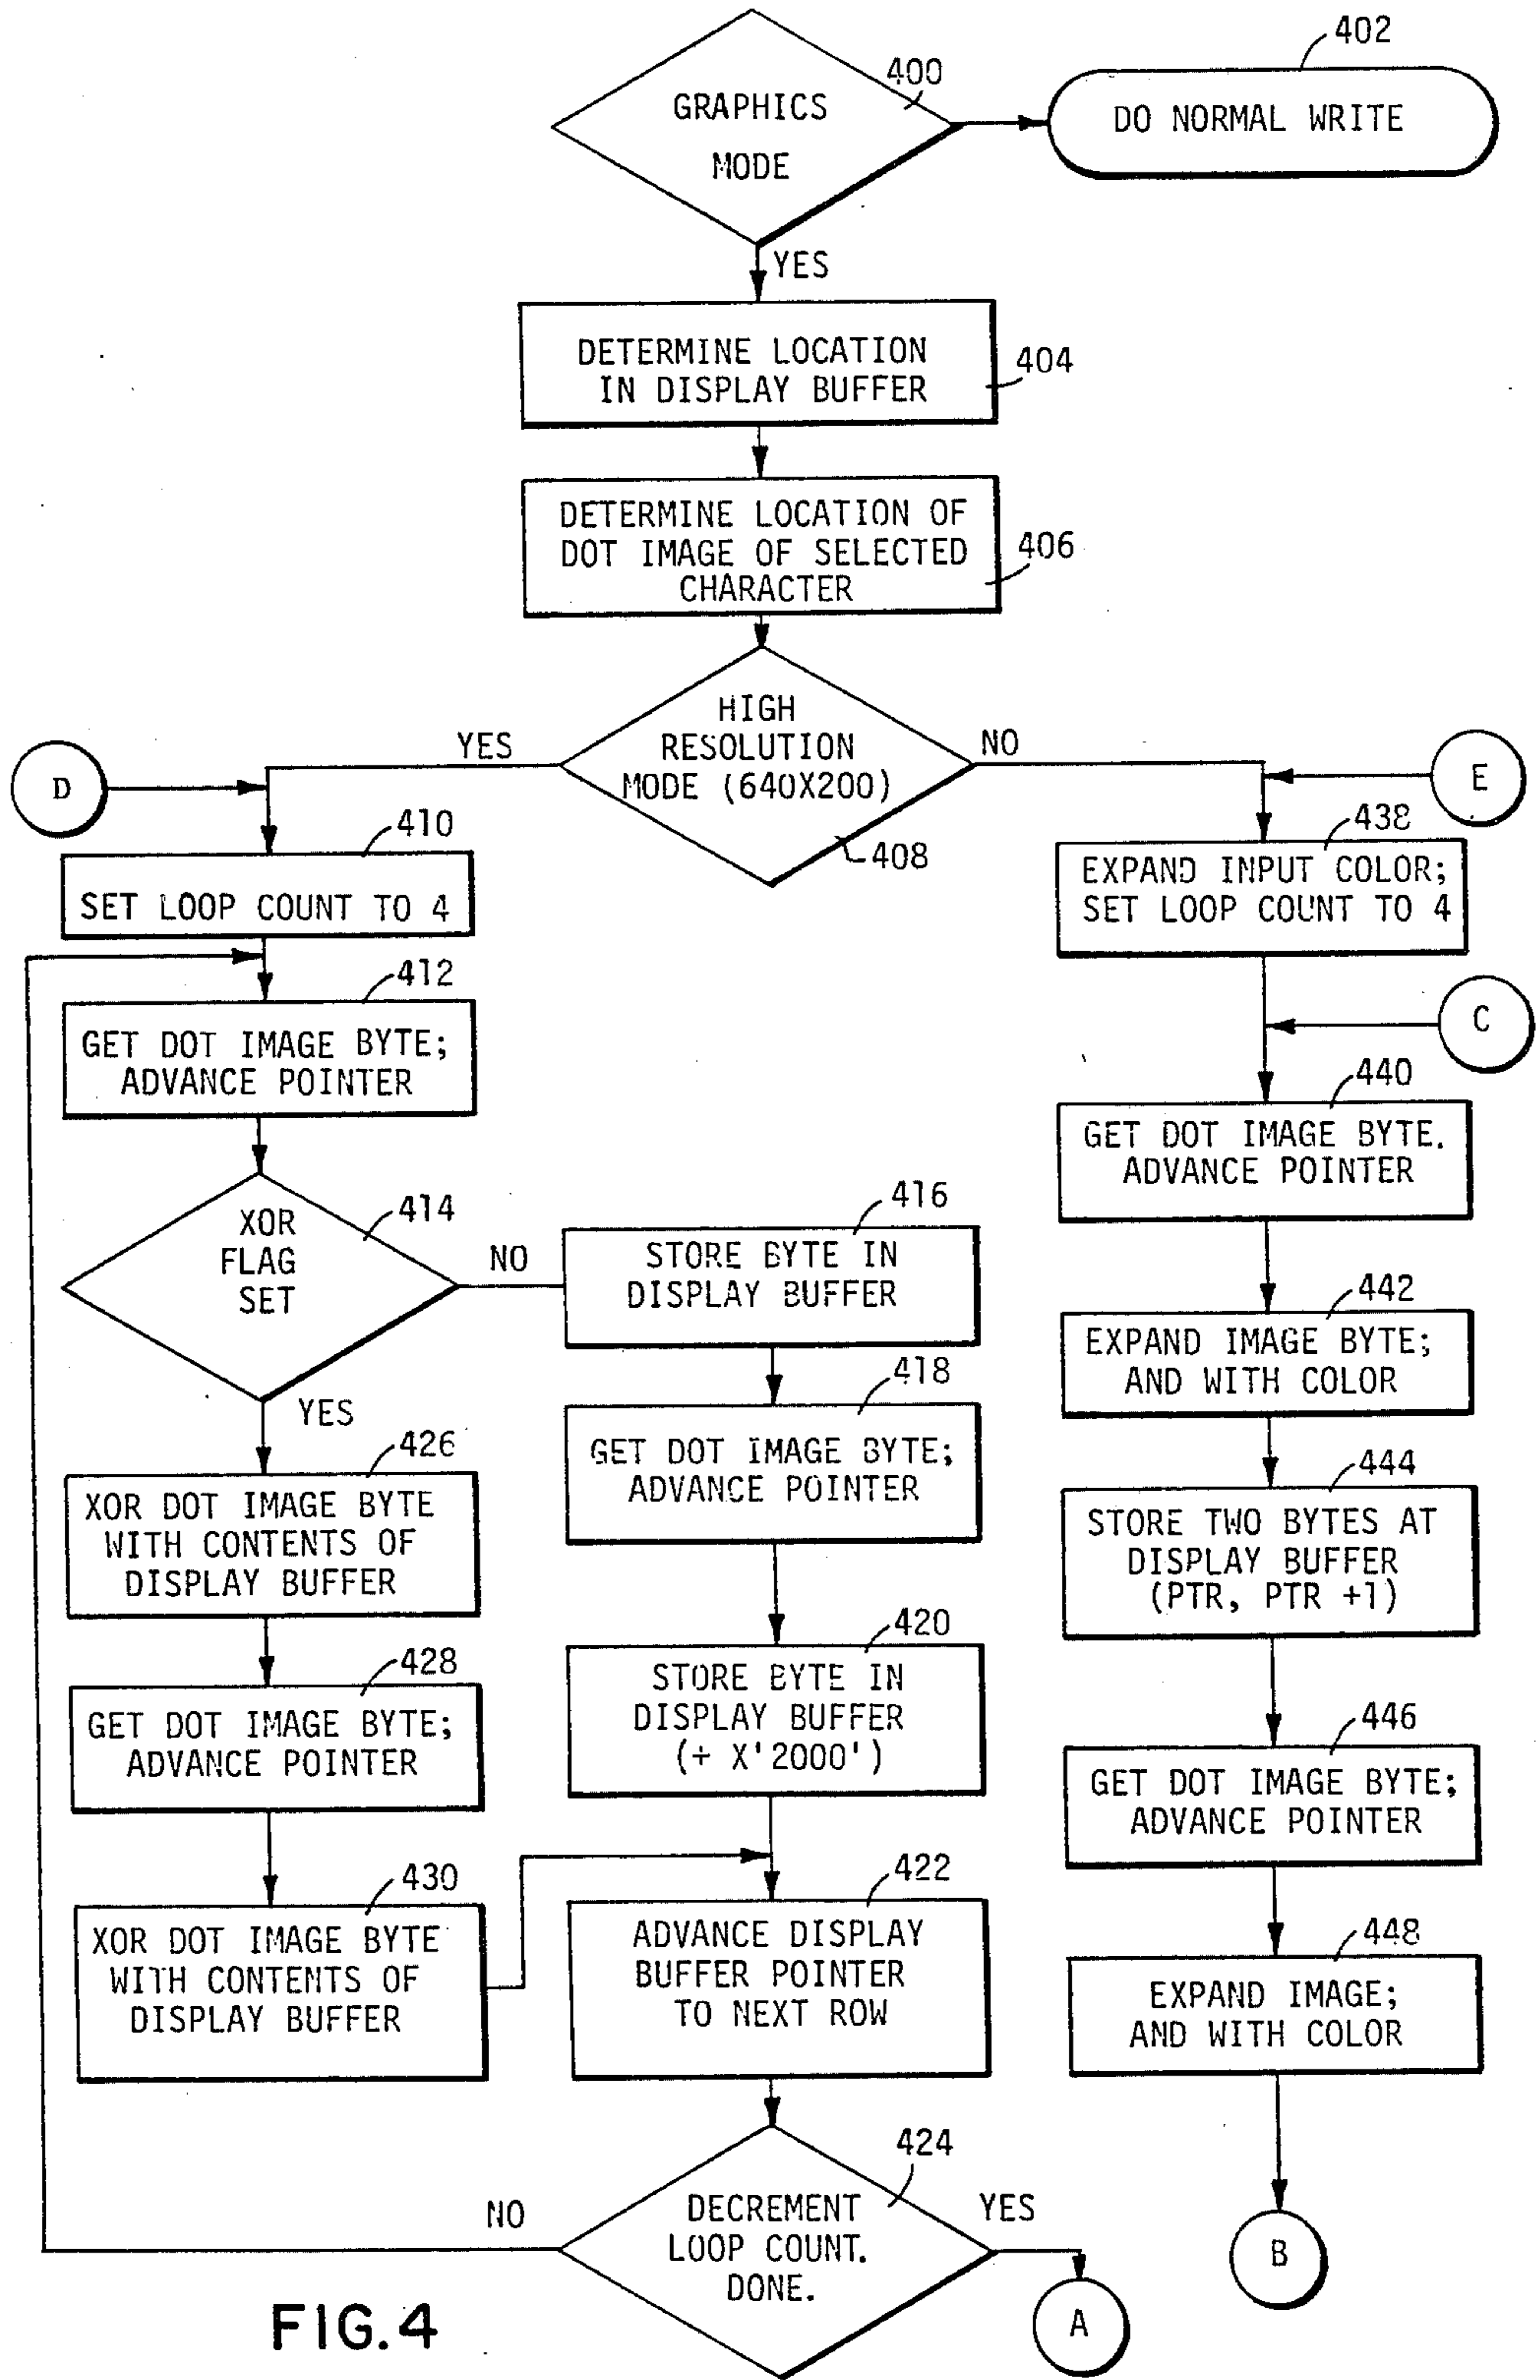 400
GRAPHICS
MODE
402
DO NORMAL WRITE
YES
DETERMINE LOCATION
IN DISPLAY BUFFER
404
DETERMINE LOCATION OF
DOT IMAGE OF SELECTED
CHARACTER
406
HIGH
RESOLUTION
MODE (640X200)
408
YES
NO
D
E
410
SET LOOP COUNT TO 4
412
GET DOT IMAGE BYTE;
ADVANCE POINTER
414
XOR
FLAG
SET
NO
YES
416
STORE BYTE IN
DISPLAY BUFFER
418
GET DOT IMAGE BYTE;
ADVANCE POINTER
420
STORE BYTE IN
DISPLAY BUFFER
(+ X'2000')
426
XOR DOT IMAGE BYTE
WITH CONTENTS OF
DISPLAY BUFFER
428
GET DOT IMAGE BYTE;
ADVANCE POINTER
430
XOR DOT IMAGE BYTE
WITH CONTENTS OF
DISPLAY BUFFER
422
ADVANCE DISPLAY
BUFFER POINTER
TO NEXT ROW
424
DECREMENT
LOOP COUNT.
DONE.
NO
YES
A
438
EXPAND INPUT COLOR;
SET LOOP COUNT TO 4
C
440
GET DOT IMAGE BYTE.
ADVANCE POINTER
442
EXPAND IMAGE BYTE;
AND WITH COLOR
444
STORE TWO BYTES AT
DISPLAY BUFFER
(PTR, PTR +1)
446
GET DOT IMAGE BYTE;
ADVANCE POINTER
448
EXPAND IMAGE;
AND WITH COLOR
B
FIG.4